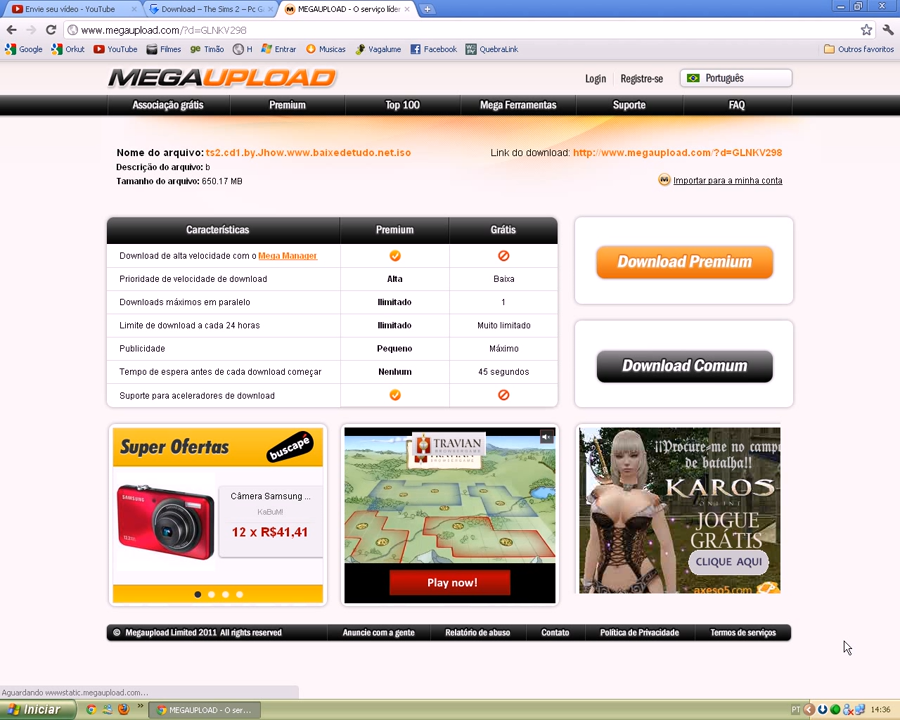 Envie seu vídeo - YouTube
Download – The Sims 2 – Pc G
MEGAUPLOAD - O serviço líder
www.megaupload.com/?d=GLNKV298
Google Orkut YouTube Filmes Timão H Entrar Musicas Vagalume Facebook QuebraLink Outros favoritos
MEGAUPLOAD
Login Registre-se Português
Associação grátis Premium Top 100 Mega Ferramentas Suporte FAQ
Nome do arquivo: ts2.cd1.by.Jhow.www.baixedetudo.net.iso
Link do download: http://www.megaupload.com/?d=GLNKV298
Descrição do arquivo: b
Tamanho do arquivo: 650.17 MB
Importar para a minha conta
Características Premium Grátis
Download de alta velocidade com o Mega Manager
Prioridade de velocidade de download Alta Baixa
Downloads máximos em paralelo Ilimitado 1
Limite de download a cada 24 horas Ilimitado Muito limitado
Publicidade Pequeno Máximo
Tempo de espera antes de cada download começar Nenhum 45 segundos
Suporte para aceleradores de download
Download Premium
Download Comum
Super Ofertas
buscapé
SAMSUNG
Câmera Samsung ...
KaBuM!
12 x R$41,41
TRAVIAN
Play now!
¡¡Procure-me no campo
de batalha!!
KAROS
ONLINE
JOGUE
GRÁTIS
CLIQUE AQUI
axeso5.com
© Megaupload Limited 2011 All rights reserved
Anuncie com a gente Relatório de abuso Contato Política de Privacidade Termos de serviços
Aguardando wwwstatic.megaupload.com...
Iniciar
MEGAUPLOAD - O ser...
PT
14:36